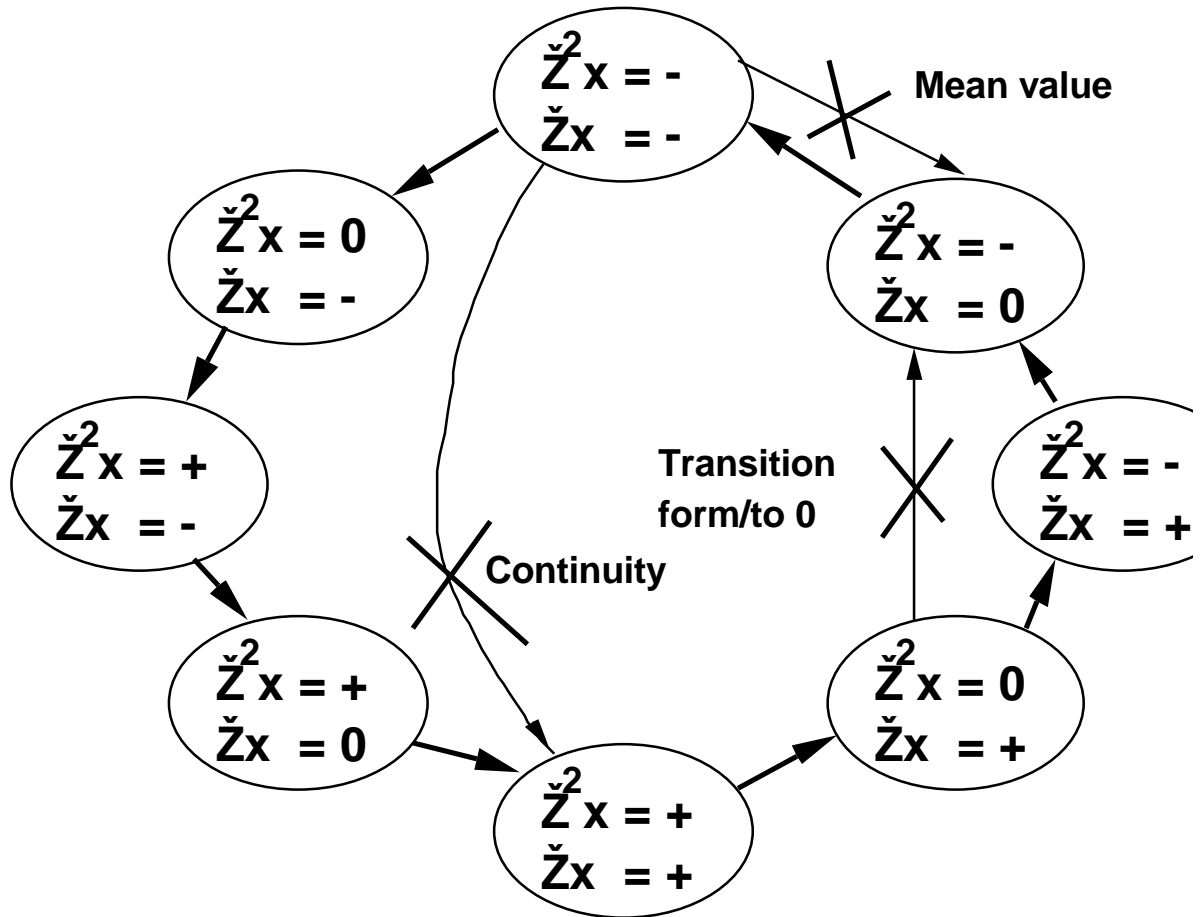 Ž²x = -
Žx = -
Mean value
Ž²x = 0
Žx = -
Ž²x = -
Žx = 0
Ž²x = +
Žx = -
Transition
form/to 0
Ž²x = -
Žx = +
Continuity
Ž²x = +
Žx = 0
Ž²x = 0
Žx = +
Ž²x = +
Žx = +